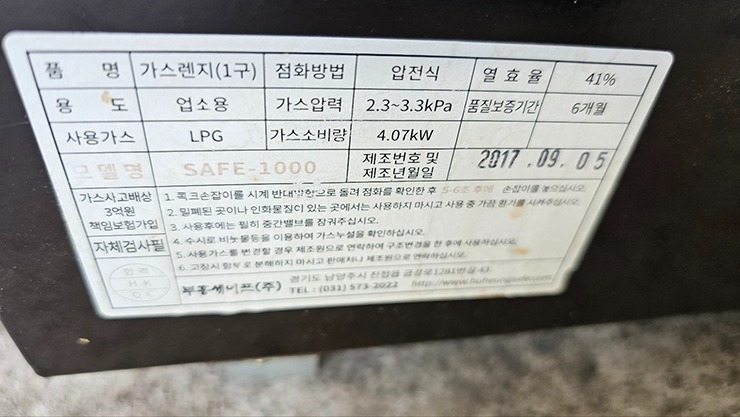 품 명 가스렌지(1구) 점화방법 압전식 열 효 율 41%
용 도 업소용 가스압력 2.3~3.3kPa 품질보증기간 6개월
사용가스 LPG 가스소비량 4.07kW
모델명 SAFE-1000 제조번호 및 제조년월일 2017.09.05
가스사고배상
3억원
책임보험가입
자체검사필
1. 콕크손잡이를 시계 반대방향으로 돌려 점화를 확인한 후 5-6초 후에 손잡이를 놓으십시오.
2. 밀폐된 곳이나 인화물질이 있는 곳에서는 사용하지 마시고 사용 중 가끔 환기를 시켜주십시오.
3. 사용후에는 필히 중간밸브를 잠궈주십시오.
4. 수시로 비눗물등을 이용하여 가스누설을 확인하십시오.
5. 사용가스를 변경할 경우 제조원으로 연락하여 구조변경을 한 후에 사용하십시오.
6. 고장시 함부로 분해하지 마시고 판매처나 제조원으로 연락하십시오.
합격
HK
QC
부흥세이프(주)
경기도 남양주시 진접읍 금강로1281번길
TEL : (031) 573-2022 http://www.buheungsafe.com/